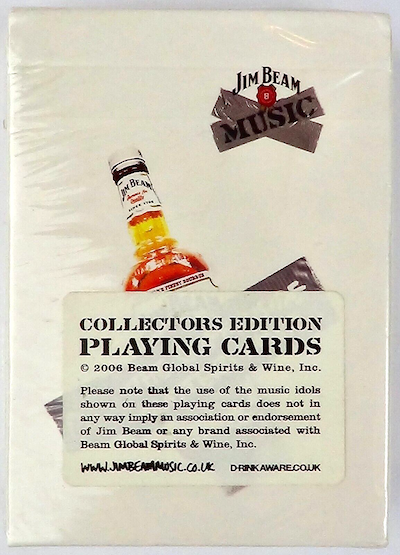 JIM BEAM
B
MUSIC
JIM BEAM
COLLECTORS EDITION
PLAYING CARDS
© 2006 Beam Global Spirits & Wine, Inc.
Please note that the use of the music idols
shown on these playing cards does not in
any way imply an association or endorsement
of Jim Beam or any brand associated with
Beam Global Spirits & Wine, Inc.
WWW.JIMBEAMMUSIC.CO.UK DRINKAWARE.CO.UK